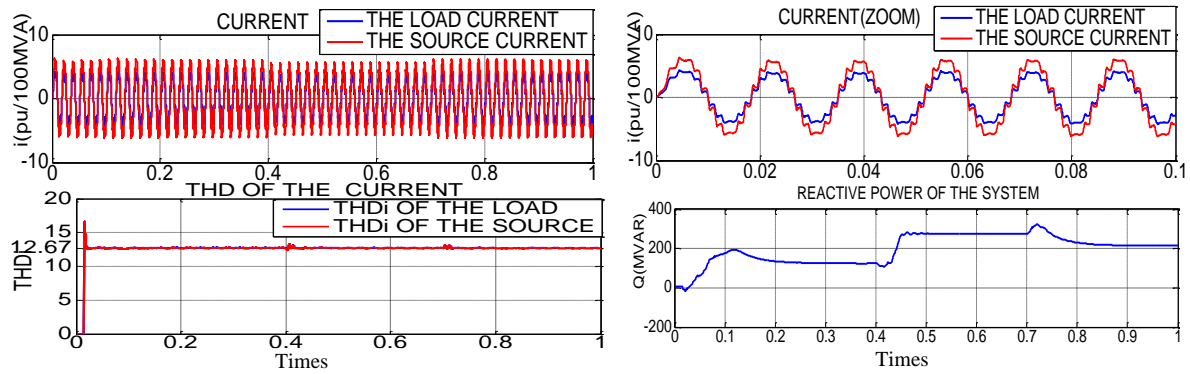 CURRENT
THE LOAD CURRENT
THE SOURCE CURRENT
i(pu/100MVA)
10
0
-10
0 0.2 0.4 0.6 0.8 1
CURRENT(ZOOM)
THE LOAD CURRENT
THE SOURCE CURRENT
i(pu/100MVA)
10
0
-10
0 0.02 0.04 0.06 0.08 0.1
THD OF THE CURRENT
THDi OF THE LOAD
THDi OF THE SOURCE
THDi
20
15
12.67
10
5
0
0 0.2 0.4 0.6 0.8 1
Times
REACTIVE POWER OF THE SYSTEM
Q(MVAR)
400
200
0
-200
0 0.1 0.2 0.3 0.4 0.5 0.6 0.7 0.8 0.9 1
Times